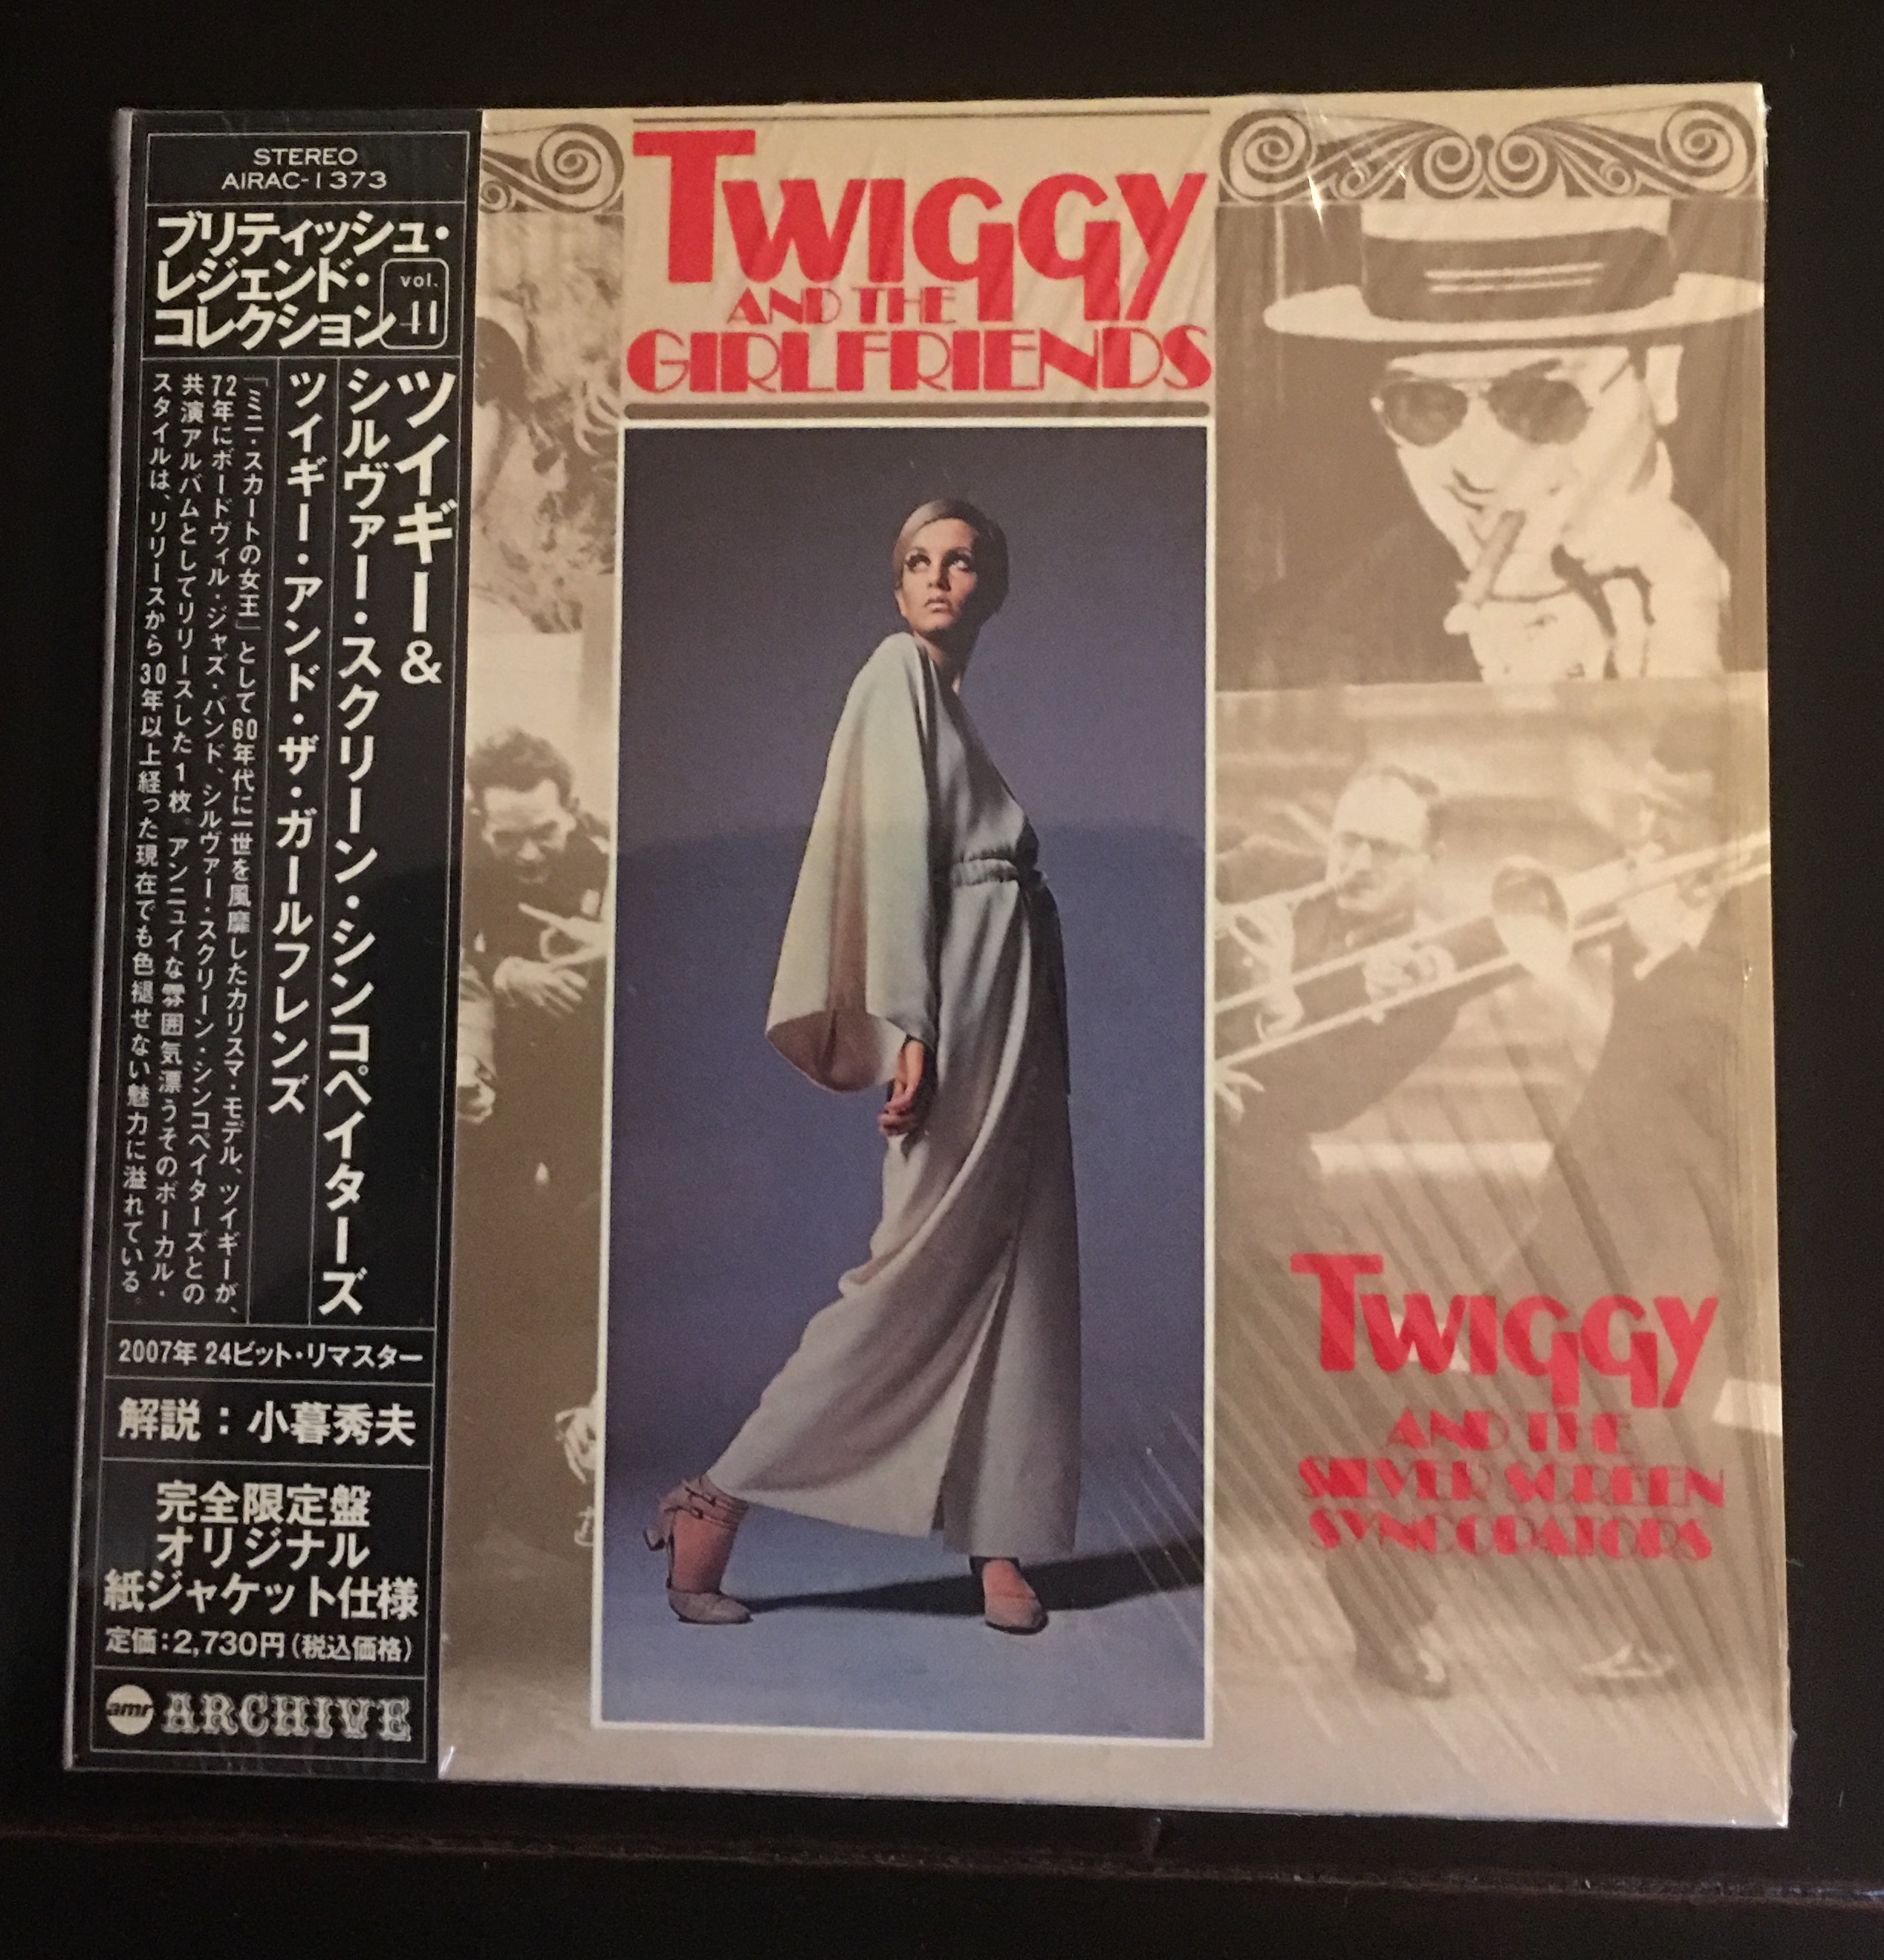 STEREO
AIRAC-1373
ブリティッシュ・
レジェンド・
コレクション
vol.
41
ツイギー&
シルヴァー・スクリーン・シンコペイターズ
ツイギー・アンド・ザ・ガールフレンズ
「ミニ・スカートの女王」として60年代に一世を風靡したカリスマ・モデル、ツイギーが、
72年にボードヴィル・ジャズ・バンド、シルヴァー・スクリーン・シンコペイターズとの
共演アルバムとしてリリースした1枚。アンニュイな雰囲気漂うそのボーカル・
スタイルは、リリースから30年以上経った現在でも色褪せない魅力に溢れている。
2007年 24ビット・リマスター
解説：小暮秀夫
完全限定盤
オリジナル
紙ジャケット仕様
定価：2,730円（税込価格）
amr ARCHIVE
TWIGGY
AND THE
GIRLFRIENDS
TWIGGY
AND THE
SILVER SCREEN
SYNCOPATORS